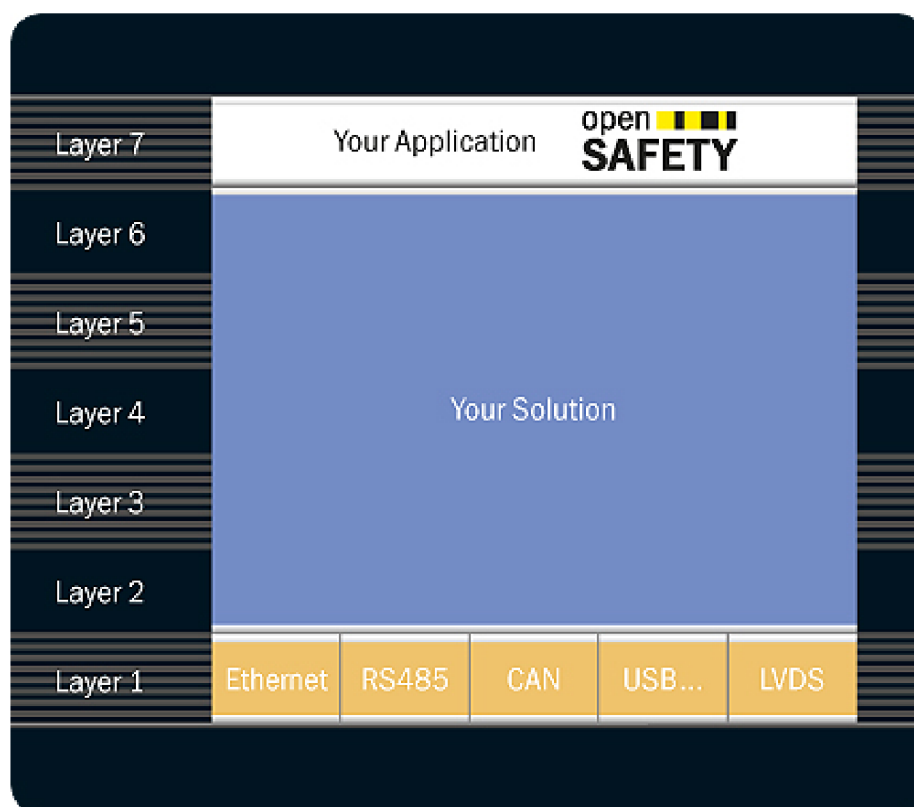 Layer 7
Your Application
open
SAFETY
Layer 6
Layer 5
Layer 4
Your Solution
Layer 3
Layer 2
Layer 1
Ethernet
RS485
CAN
USB...
LVDS